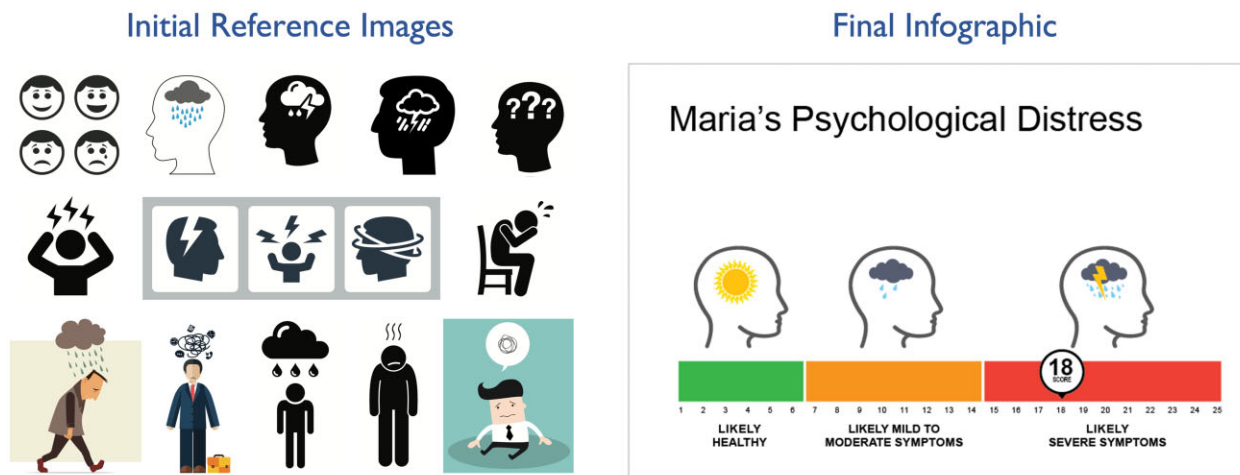 Initial Reference Images
Final Infographic
???
Maria's Psychological Distress
18
SCORE
1 2 3 4 5 6 7 8 9 10 11 12 13 14 15 16 17 18 19 20 21 22 23 24 25
LIKELY
HEALTHY
LIKELY MILD TO
MODERATE SYMPTOMS
LIKELY
SEVERE SYMPTOMS